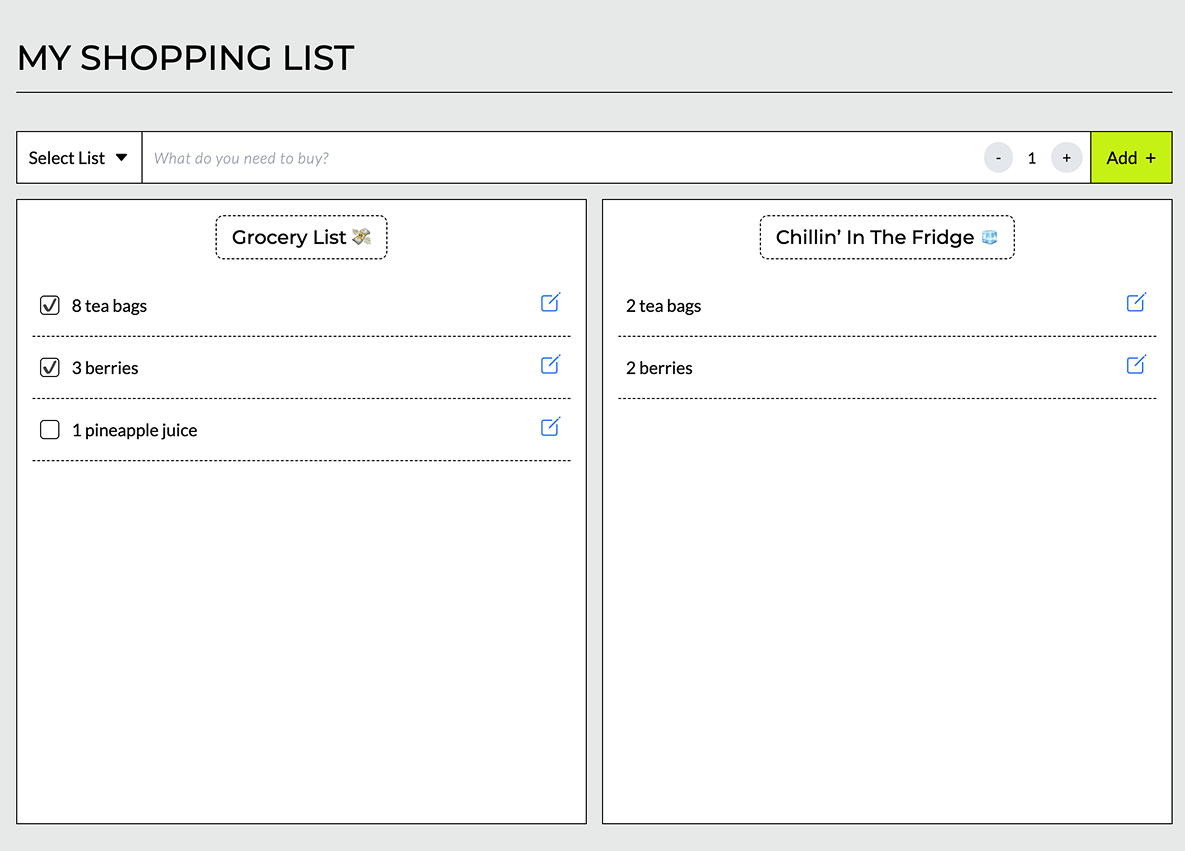 MY SHOPPING LIST
Select List
What do you need to buy?
- 1 +
Add +
Grocery List 💸
8 tea bags
3 berries
1 pineapple juice
Chillin’ In The Fridge 🧊
2 tea bags
2 berries